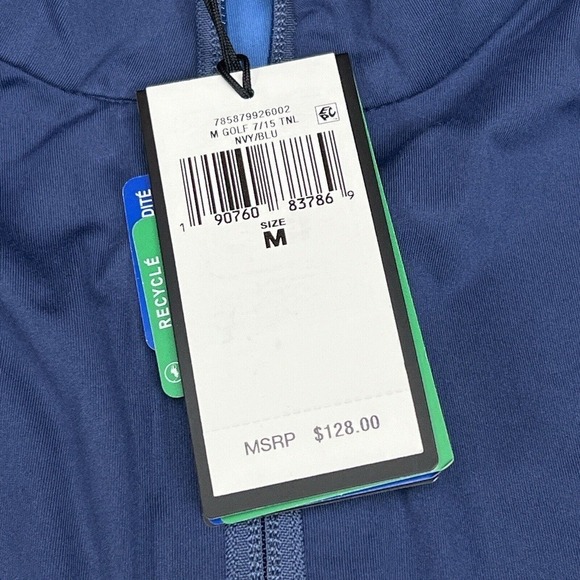 785879926002
M GOLF 7/15 TNL
NVY/BLU
1 90760 83786 9
SIZE
M
MSRP $128.00
DITÉ
RECYCLÉ